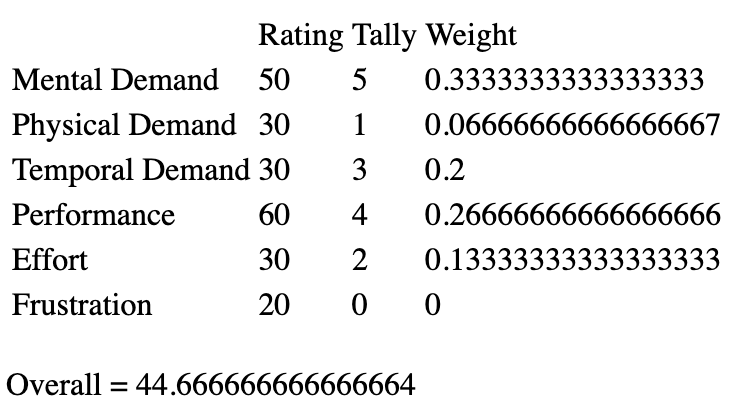 Rating Tally Weight
Mental Demand 50 5 0.3333333333333333
Physical Demand 30 1 0.06666666666666667
Temporal Demand 30 3 0.2
Performance 60 4 0.26666666666666666
Effort 30 2 0.13333333333333333
Frustration 20 0 0
Overall = 44.666666666666664